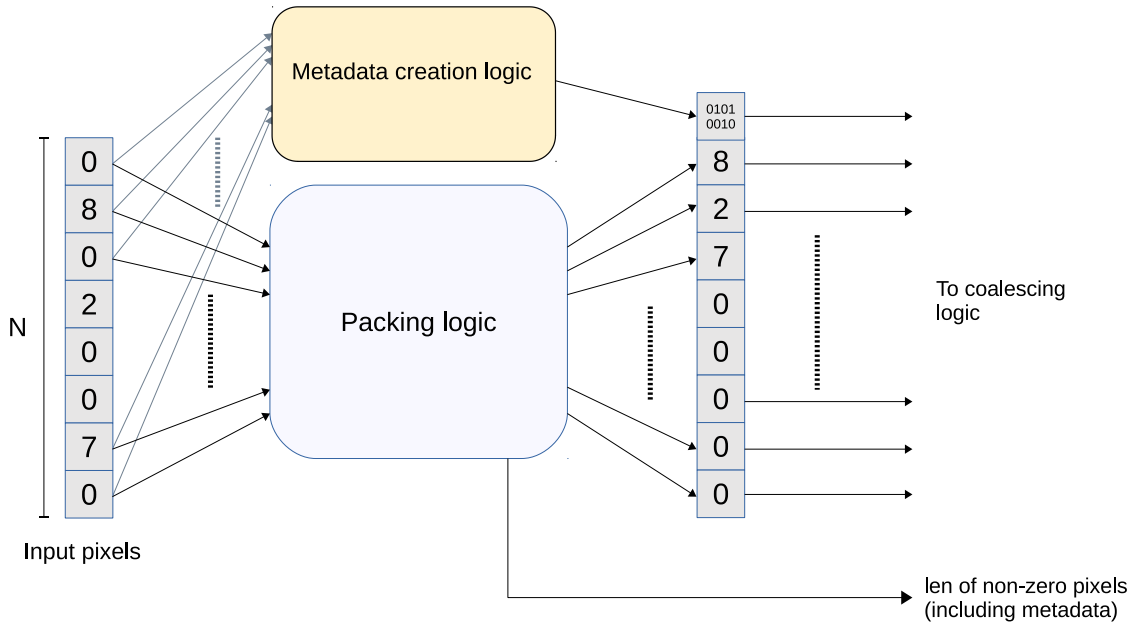 Metadata creation logic
N
0
8
0
2
0
0
7
0
Input pixels
Packing logic
0101
0010
8
2
7
0
0
0
0
0
To coalescing
logic
len of non-zero pixels
(including metadata)